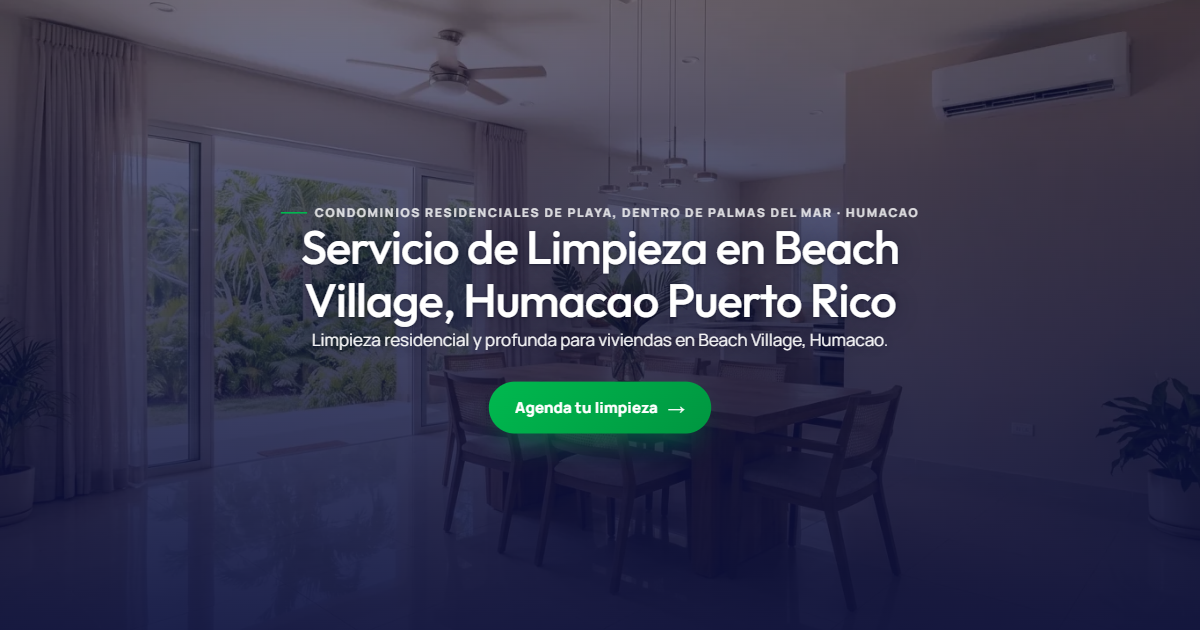 CONDOMINIOS RESIDENCIALES DE PLAYA, DENTRO DE PALMAS DEL MAR · HUMACAO
Servicio de Limpieza en Beach
Village, Humacao Puerto Rico
Limpieza residencial y profunda para viviendas en Beach Village, Humacao.
Agenda tu limpieza →